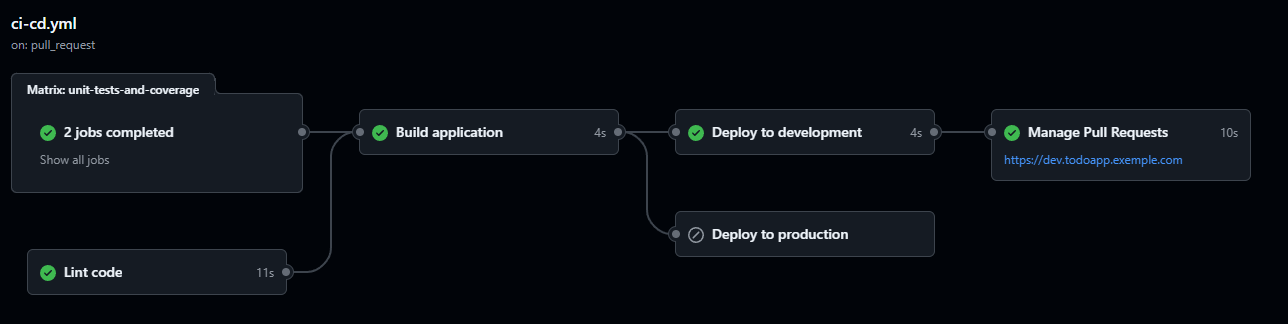 ci-cd.yml
on: pull_request
Matrix: unit-tests-and-coverage
2 jobs completed
Show all jobs
Build application 4s
Deploy to development 4s
Manage Pull Requests 10s
https://dev.todoapp.exemple.com
Deploy to production
Lint code 11s